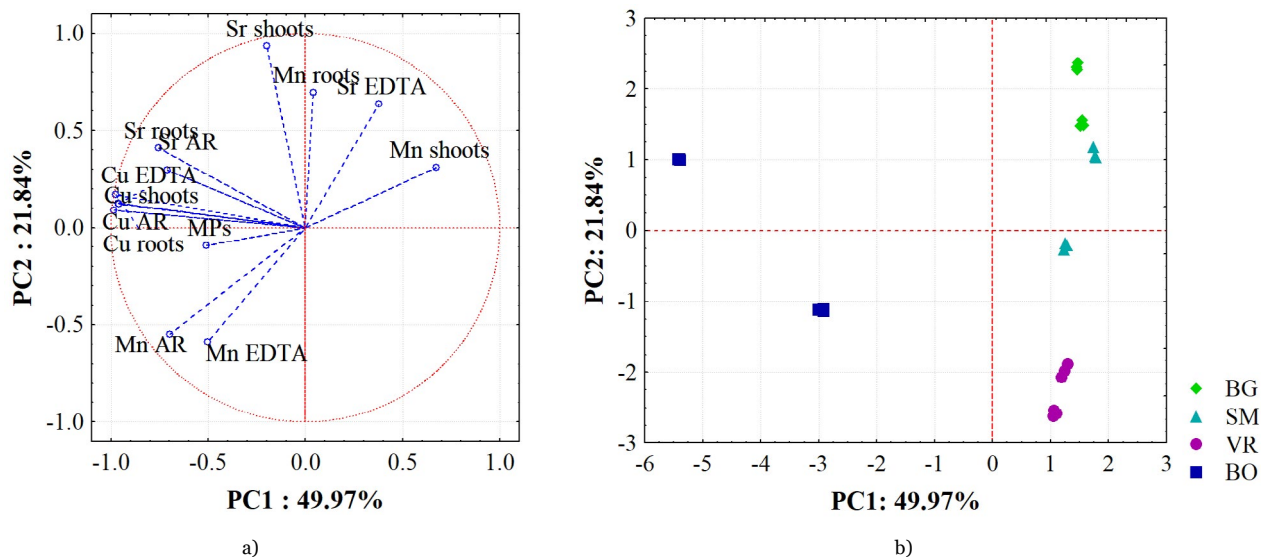 Sr shoots
1.0
Mn roots
Sr EDTA
0.5
Sr roots
Sr AR
Mn shoots
Cu EDTA
Cu shoots
0.0
Cu AR
MPs
Cu roots
-0.5
Mn AR
Mn EDTA
-1.0
-1.0 -0.5 0.0 0.5 1.0
PC2 : 21.84%
PC1 : 49.97%
a)
3
2
1
0
-1
-2
-3
-6 -5 -4 -3 -2 -1 0 1 2 3
PC2: 21.84%
PC1: 49.97%
BG
SM
VR
BO
b)